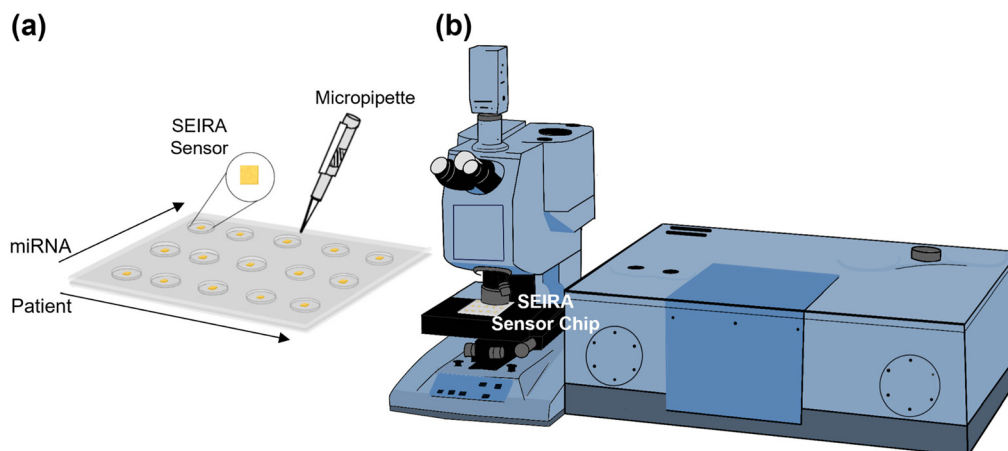 (a)
SEIRA
Sensor
Micropipette
miRNA
Patient
(b)
SEIRA
Sensor Chip